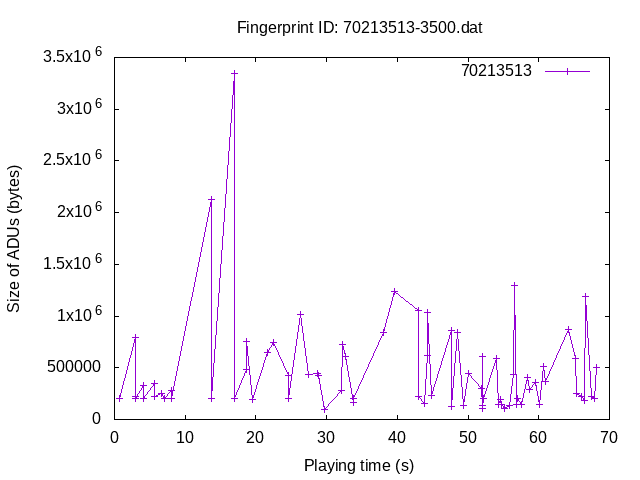 Fingerprint ID: 70213513-3500.dat
70213513
Size of ADUs (bytes)
3.5x10^6
3x10^6
2.5x10^6
2x10^6
1.5x10^6
1x10^6
500000
0
0 10 20 30 40 50 60 70
Playing time (s)